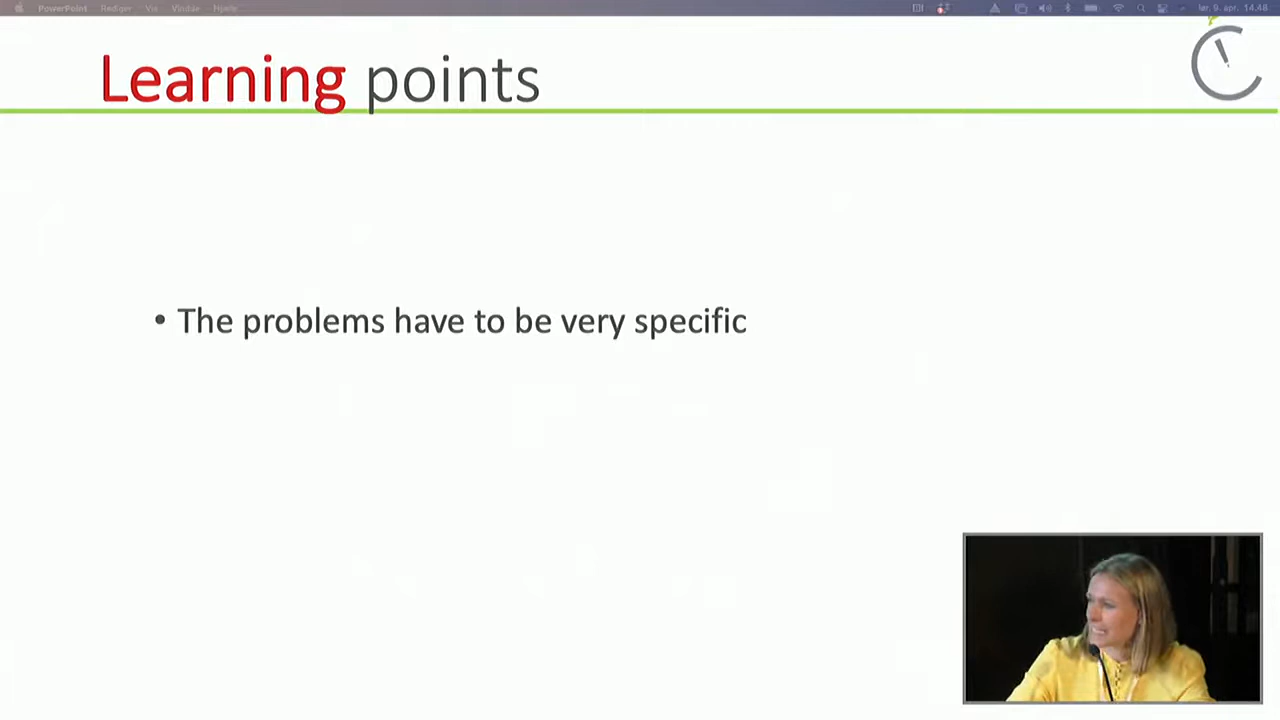 PowerPoint Rediger Vis Vindue Hjælp lør. 9. apr. 14.48
Learning points
• The problems have to be very specific